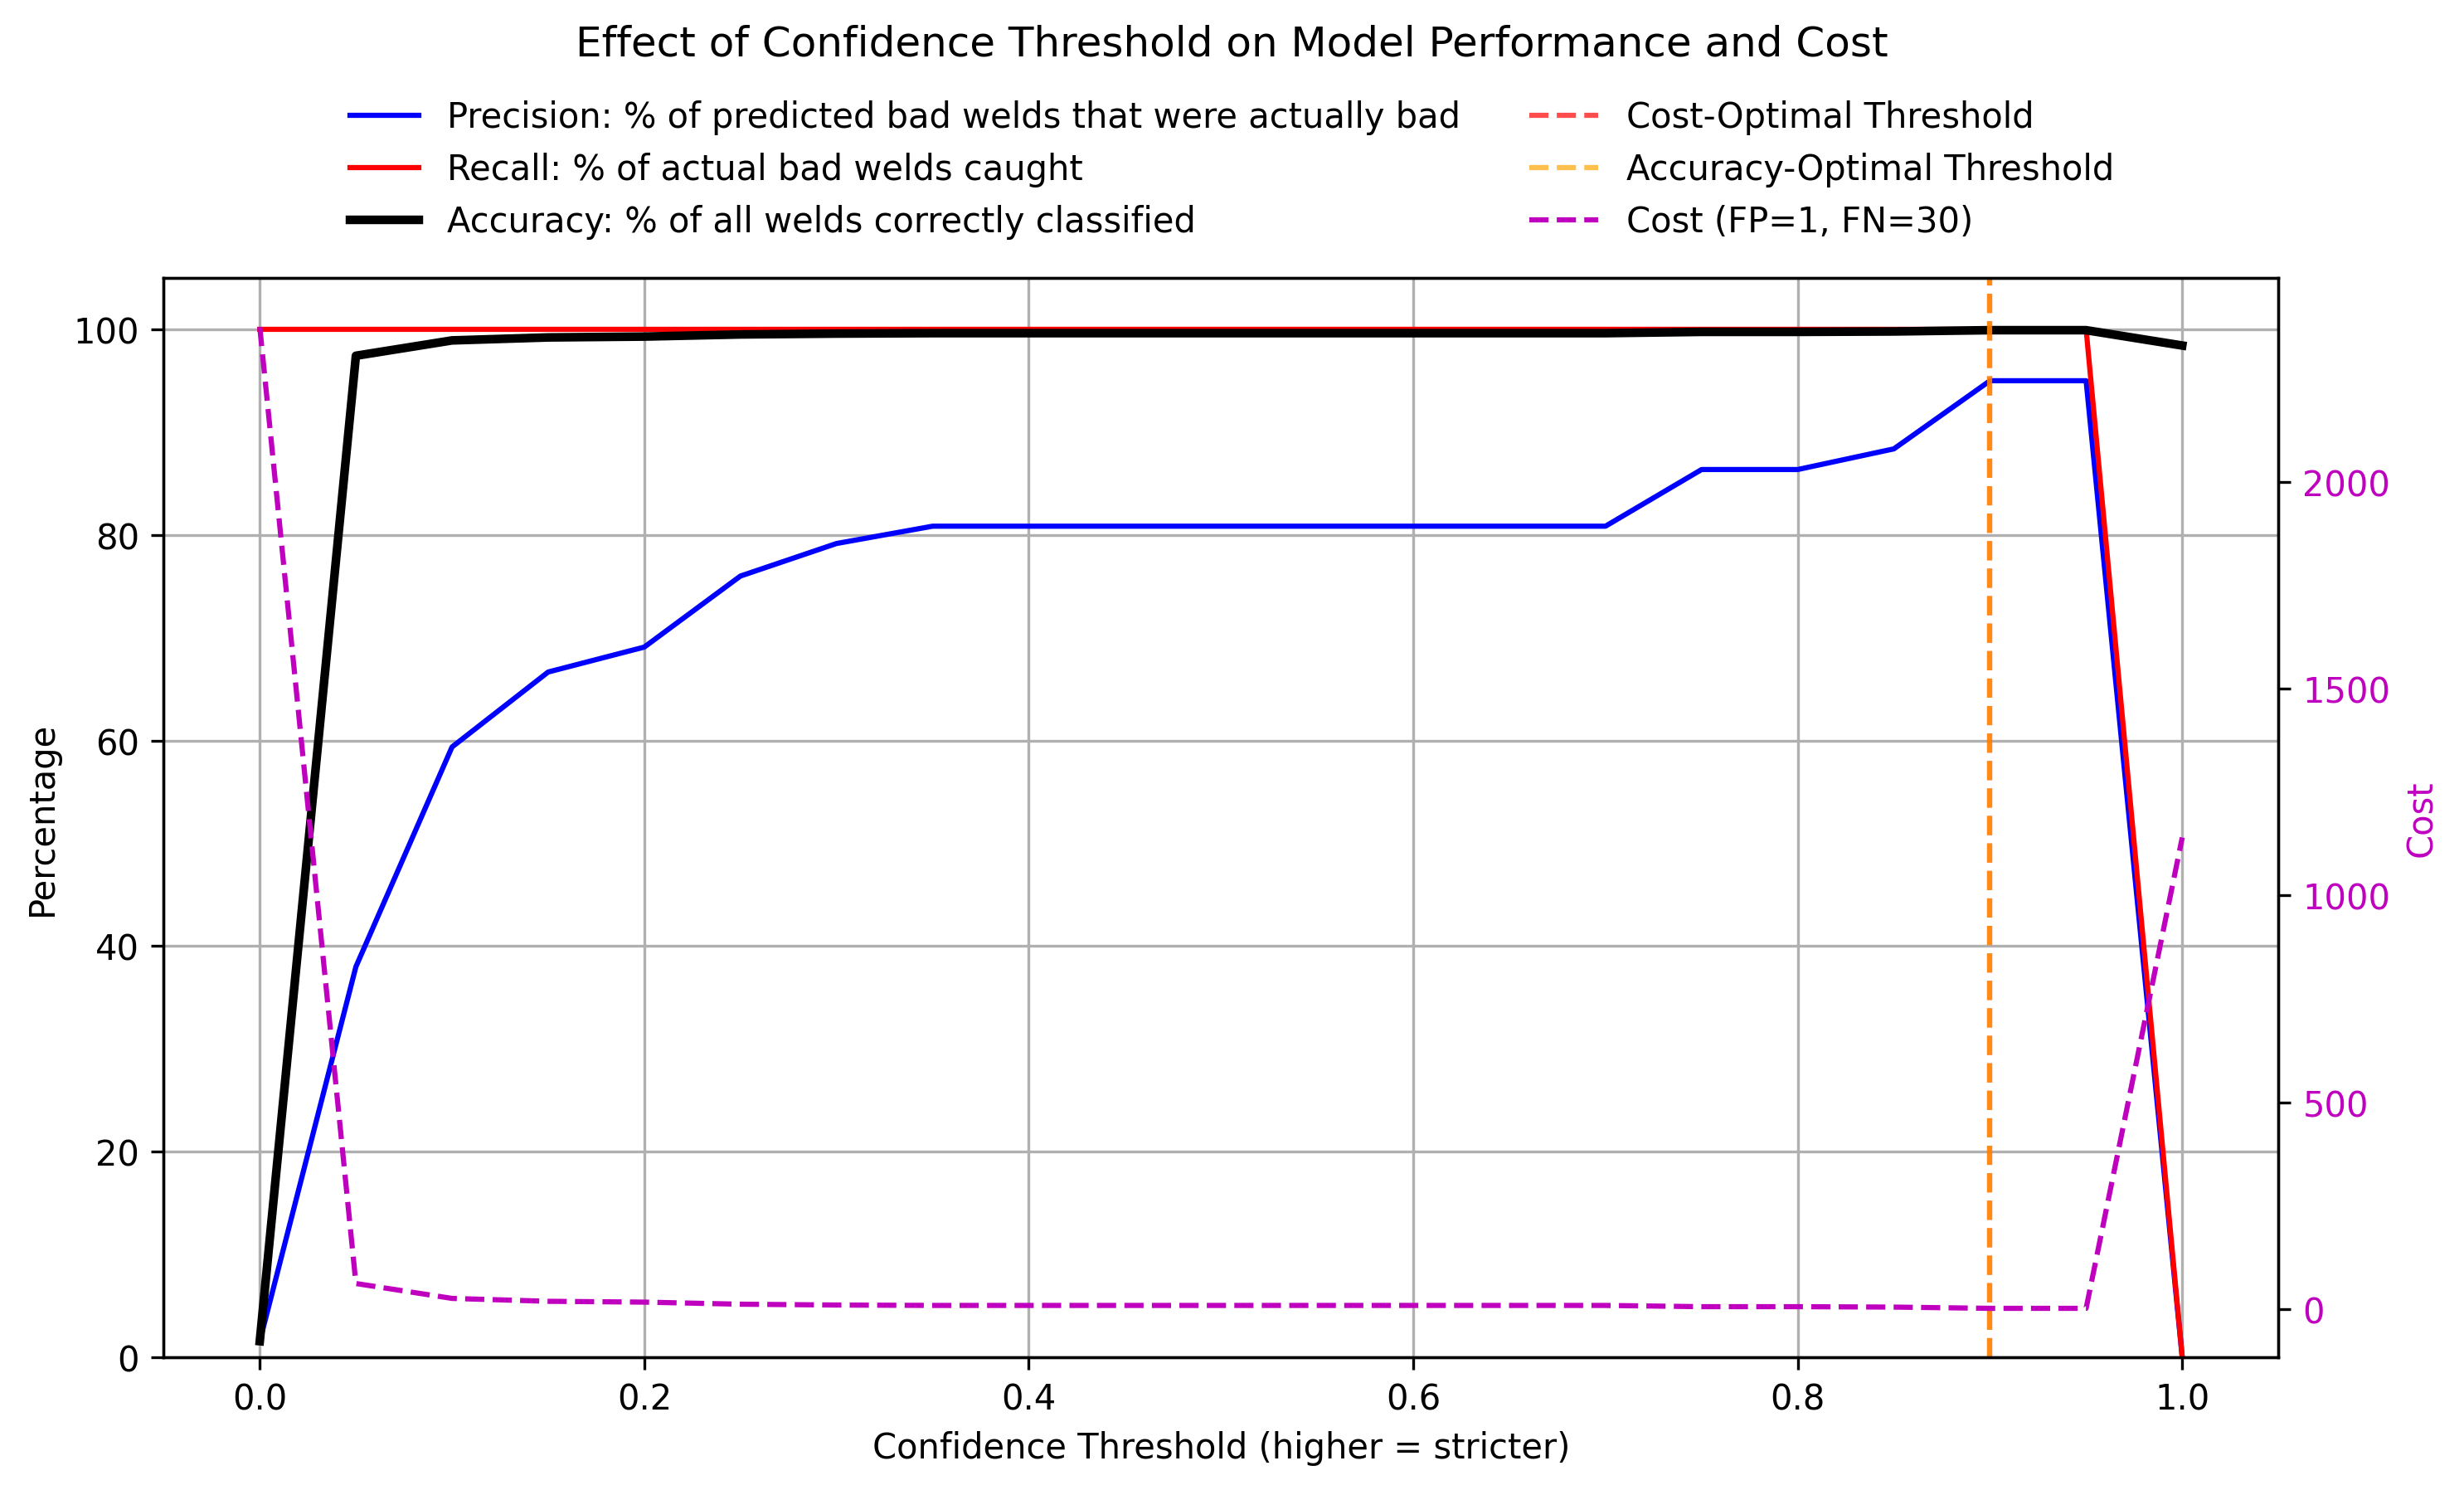 Effect of Confidence Threshold on Model Performance and Cost
Precision: % of predicted bad welds that were actually bad
Recall: % of actual bad welds caught
Accuracy: % of all welds correctly classified
Cost-Optimal Threshold
Accuracy-Optimal Threshold
Cost (FP=1, FN=30)
Percentage
100
80
60
40
20
0
2000
1500
1000
500
0
Cost
0.0
0.2
0.4
0.6
0.8
1.0
Confidence Threshold (higher = stricter)